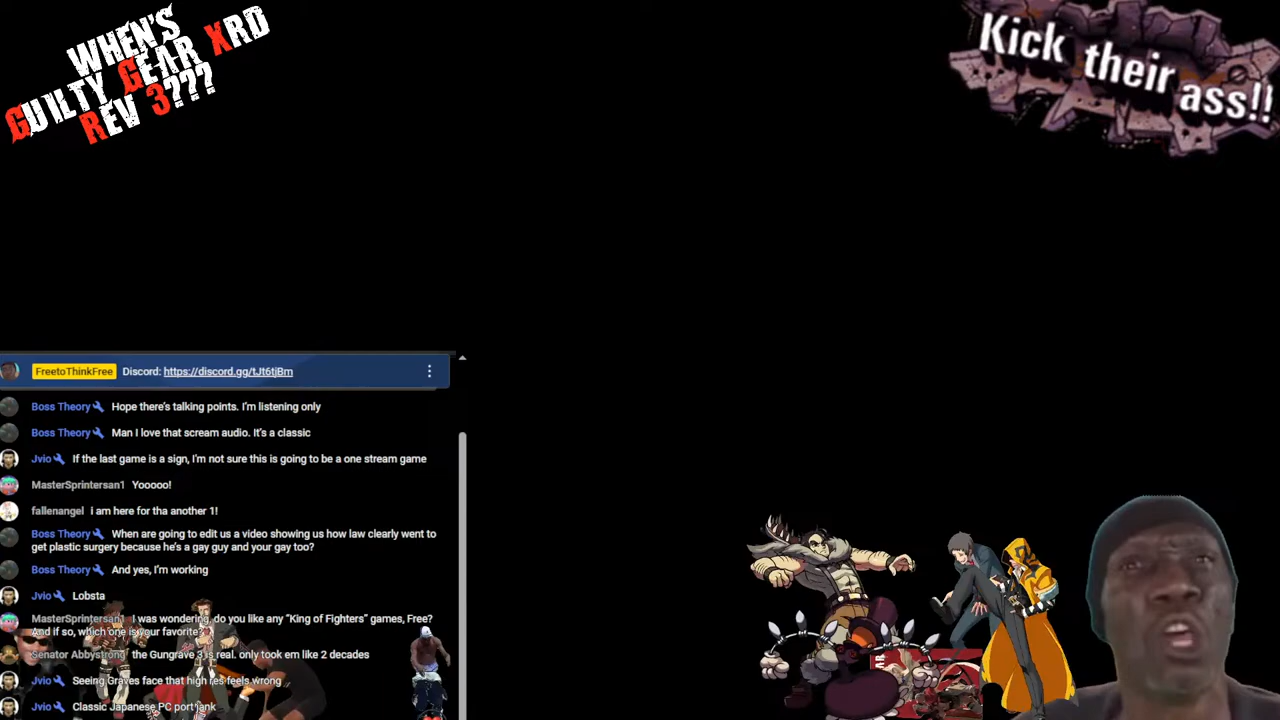 WHEN'S
GUILTY GEAR XRD
REV 3???
Kick their ass!!
FreetoThinkFree Discord: https://discord.gg/tJt6tjBm
Boss Theory Hope there's talking points. I'm listening only
Boss Theory Man I love that scream audio. It's a classic
Jvio If the last game is a sign, I'm not sure this is going to be a one stream game
MasterSprintersan1 Yooooo!
fallenangel i am here for tha another 1!
Boss Theory When are going to edit us a video showing us how law clearly went to
get plastic surgery because he's a gay guy and your gay too?
Boss Theory And yes, I'm working
Jvio Lobsta
MasterSprintersan1 I was wondering, do you like any "King of Fighters" games, Free?
And if so, which one is your favorite?
Senator Abbystrong the Gungrave 3 is real. only took em like 2 decades
Jvio Seeing Graves face that high res feels wrong
Jvio Classic Japanese PC port jank